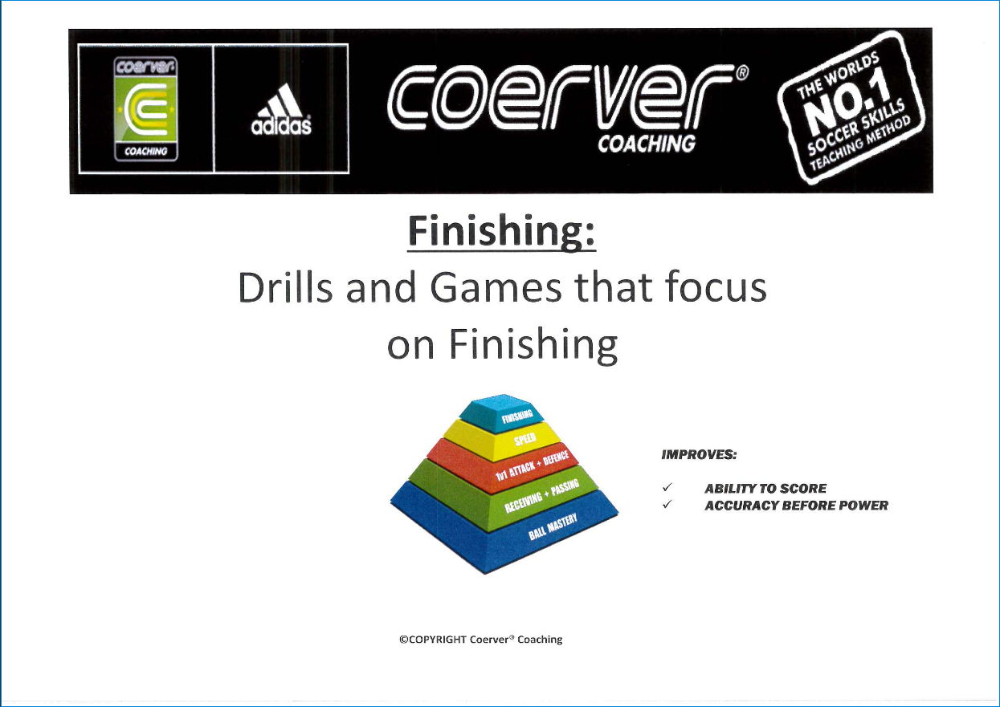 coerver
COACHING
adidas
coerver®
COACHING
THE WORLDS
NO.1
SOCCER SKILLS
TEACHING METHOD
Finishing:
Drills and Games that focus
on Finishing
FINISHING
SPEED
1v1 ATTACK + DEFENCE
RECEIVING + PASSING
BALL MASTERY
IMPROVES:
✓ ABILITY TO SCORE
✓ ACCURACY BEFORE POWER
©COPYRIGHT Coerver® Coaching